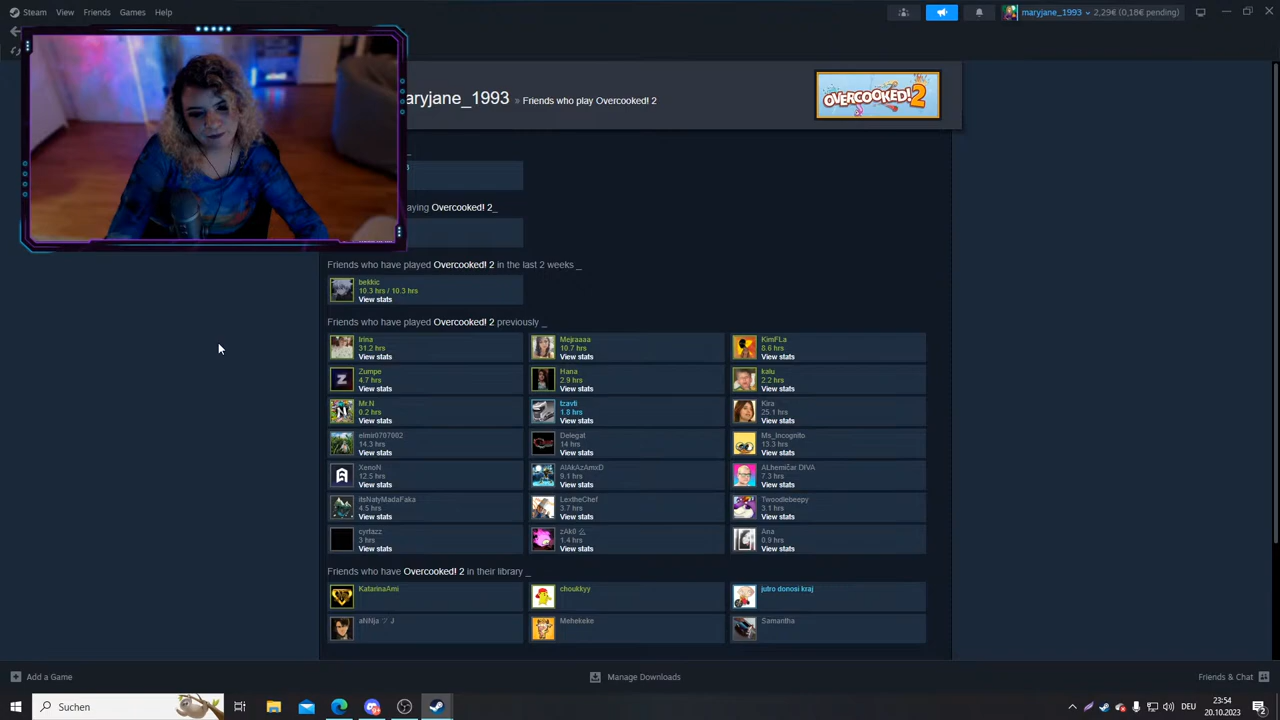 Steam View Friends Games Help
maryjane_1993 2,29€ (0,18€ pending)
aryjane_1993 » Friends who play Overcooked! 2
OVERCOOKED! 2
aying Overcooked! 2_
Friends who have played Overcooked! 2 in the last 2 weeks _
bekkic
10.3 hrs / 10.3 hrs
View stats
Friends who have played Overcooked! 2 previously _
Irina
31.2 hrs
View stats
Mejraaaa
10.7 hrs
View stats
KimiFLa
8.6 hrs
View stats
Zumpe
4.7 hrs
View stats
Hana
2.9 hrs
View stats
kalu
2.2 hrs
View stats
Mr.N
0.2 hrs
View stats
tzavti
1.8 hrs
View stats
Kira
25.1 hrs
View stats
elmir0707002
14.3 hrs
View stats
Delegat
14 hrs
View stats
Ms_Incognito
13.3 hrs
View stats
XenoN
12.5 hrs
View stats
AlAkAzAmxD
9.1 hrs
View stats
ALhemičar DIVA
7.3 hrs
View stats
itsNatyMadaFaka
4.5 hrs
View stats
LextheChef
3.7 hrs
View stats
Twoodlebeepy
3.1 hrs
View stats
cyrfazz
3 hrs
View stats
zAk0 么
1.4 hrs
View stats
Ana
0.9 hrs
View stats
Friends who have Overcooked! 2 in their library _
KatarinaAmi
choukkyy
jutro donosi kraj
aNNja ツ J
Mehekeke
Samantha
Add a Game
Manage Downloads
Friends & Chat
Suchen
DEU
23:54
20.10.2023